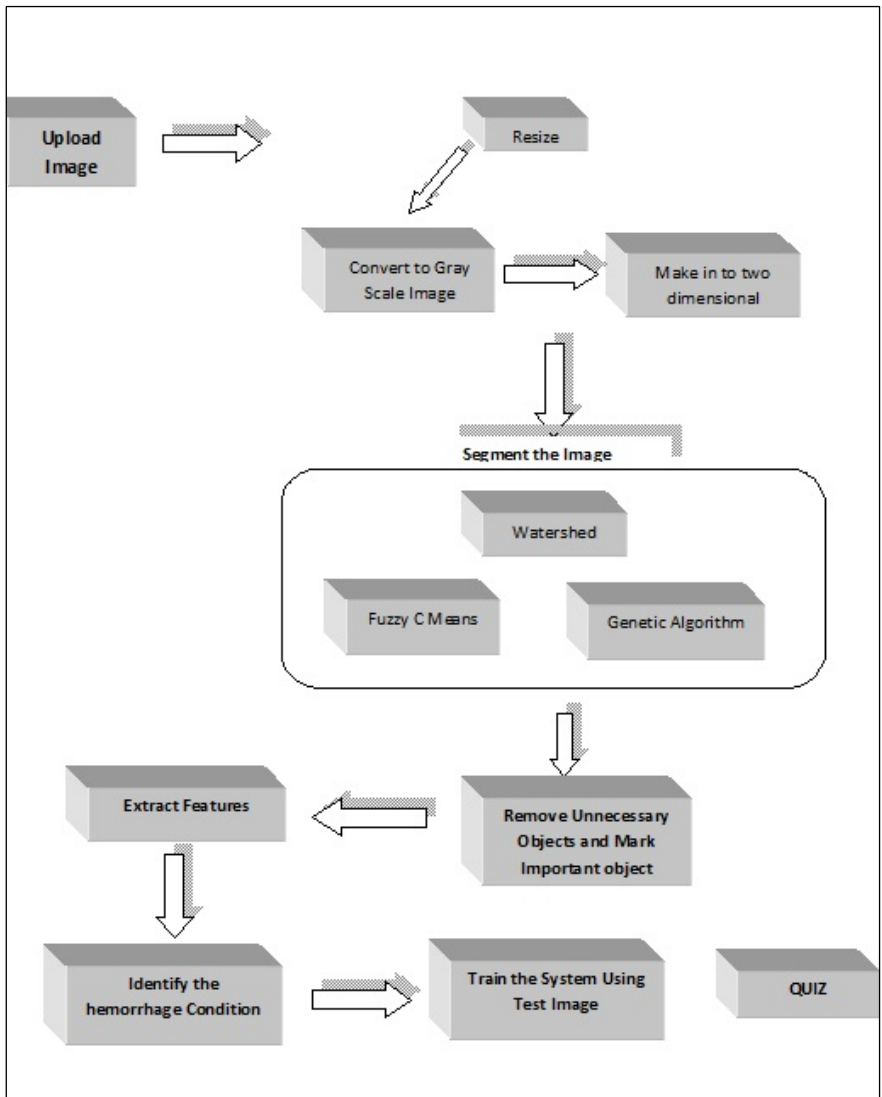 Upload
Image
Resize
Convert to Gray
Scale Image
Make in to two
dimensional
Segment the Image
Watershed
Fuzzy C Means
Genetic Algorithm
Extract Features
Remove Unnecessary
Objects and Mark
Important object
Identify the
hemorrhage Condition
Train the System Using
Test Image
QUIZ